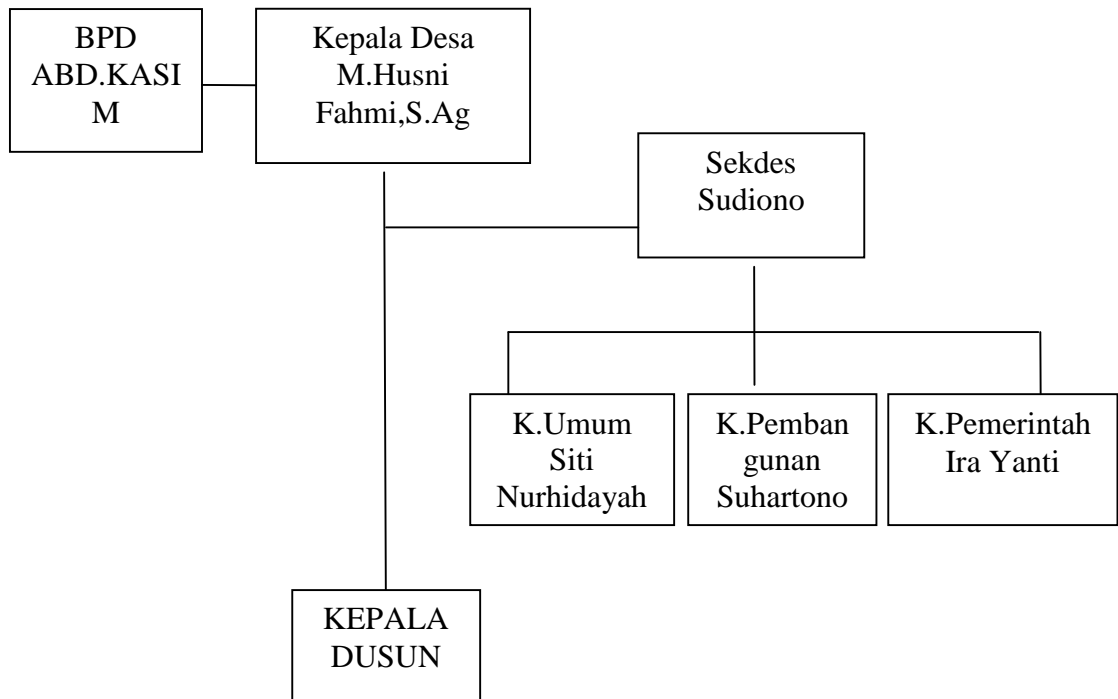 BPD
ABD.KASI
M
Kepala Desa
M.Husni
Fahmi,S.Ag
Sekdes
Sudiono
K.Umum
Siti
Nurhidayah
K.Pemban
gunan
Suhartono
K.Pemerintah
Ira Yanti
KEPALA
DUSUN